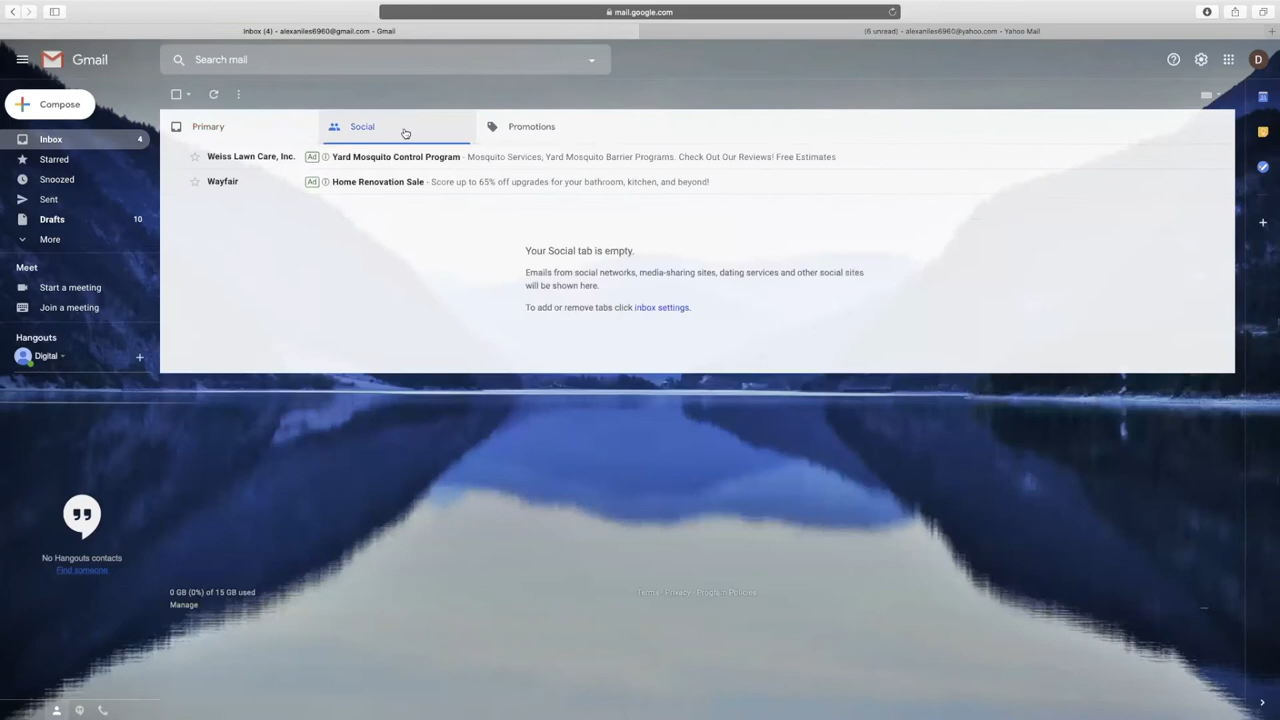 mail.google.com
Inbox (4) - alexaniles6960@gmail.com - Gmail
(6 unread) - alexaniles6960@yahoo.com - Yahoo Mail
Gmail
Search mail
D
Compose
Inbox 4
Starred
Snoozed
Sent
Drafts 10
More
Meet
Start a meeting
Join a meeting
Hangouts
Digital
No Hangouts contacts
Find someone
Primary
Social
Promotions
Weiss Lawn Care, Inc. Ad Yard Mosquito Control Program - Mosquito Services, Yard Mosquito Barrier Programs. Check Out Our Reviews! Free Estimates
Wayfair Ad Home Renovation Sale - Score up to 65% off upgrades for your bathroom, kitchen, and beyond!
Your Social tab is empty.
Emails from social networks, media-sharing sites, dating services and other social sites
will be shown here.
To add or remove tabs click inbox settings.
0 GB (0%) of 15 GB used
Manage
Terms - Privacy - Program Policies